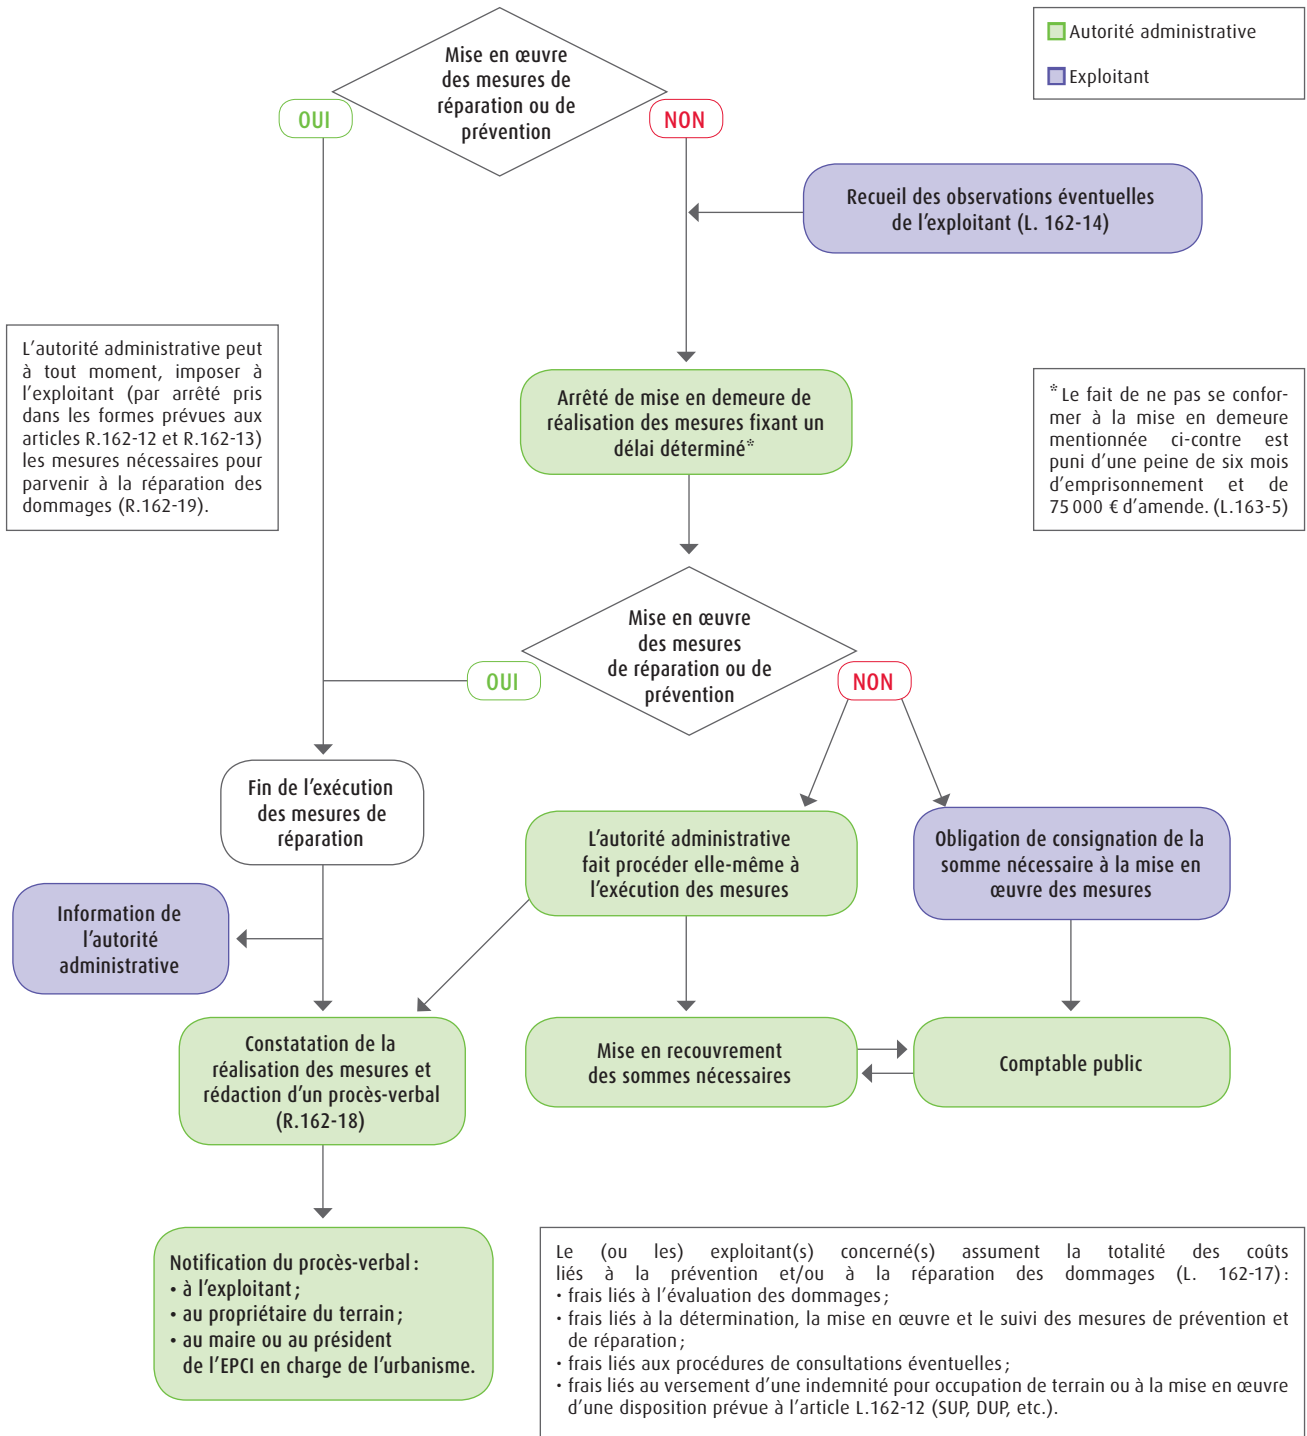 Mise en œuvre
des mesures de
réparation ou de
prévention
Autorité administrative
Exploitant
OUI
NON
Recueil des observations éventuelles
de l'exploitant (L. 162-14)
L'autorité administrative peut
à tout moment, imposer à
l'exploitant (par arrêté pris
dans les formes prévues aux
articles R.162-12 et R.162-13)
les mesures nécessaires pour
parvenir à la réparation des
dommages (R.162-19).
Arrêté de mise en demeure de
réalisation des mesures fixant un
délai déterminé*
* Le fait de ne pas se confor-
mer à la mise en demeure
mentionnée ci-contre est
puni d'une peine de six mois
d'emprisonnement et de
75 000 € d'amende. (L.163-5)
Mise en œuvre
des mesures
de réparation ou de
prévention
OUI
NON
Fin de l'exécution
des mesures de
réparation
L'autorité administrative
fait procéder elle-même à
l'exécution des mesures
Obligation de consignation de la
somme nécessaire à la mise en
œuvre des mesures
Information de
l'autorité
administrative
Constatation de la
réalisation des mesures et
rédaction d'un procès-verbal
(R.162-18)
Mise en recouvrement
des sommes nécessaires
Comptable public
Notification du procès-verbal :
• à l'exploitant ;
• au propriétaire du terrain ;
• au maire ou au président
de l'EPCI en charge de l'urbanisme.
Le (ou les) exploitant(s) concerné(s) assument la totalité des coûts
liés à la prévention et/ou à la réparation des dommages (L. 162-17) :
• frais liés à l'évaluation des dommages ;
• frais liés à la détermination, la mise en œuvre et le suivi des mesures de prévention et
de réparation ;
• frais liés aux procédures de consultations éventuelles ;
• frais liés au versement d'une indemnité pour occupation de terrain ou à la mise en œuvre
d'une disposition prévue à l'article L.162-12 (SUP, DUP, etc.).